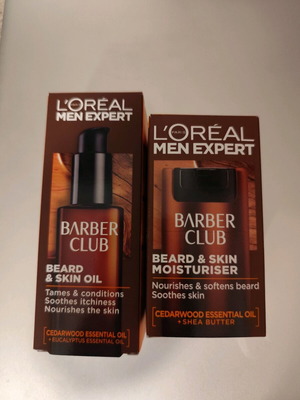 L'ORÉAL
MEN EXPERT
BARBER
CLUB
BEARD
& SKIN OIL
Tames & conditions
Soothes itchiness
Nourishes the skin
CEDARWOOD ESSENTIAL OIL
+ EUCALYPTUS ESSENTIAL OIL
L'ORÉAL
PARIS
MEN EXPERT
BARBER
CLUB
BEARD & SKIN
MOISTURISER
Nourishes & softens beard
Soothes skin
CEDARWOOD ESSENTIAL OIL
+ SHEA BUTTER